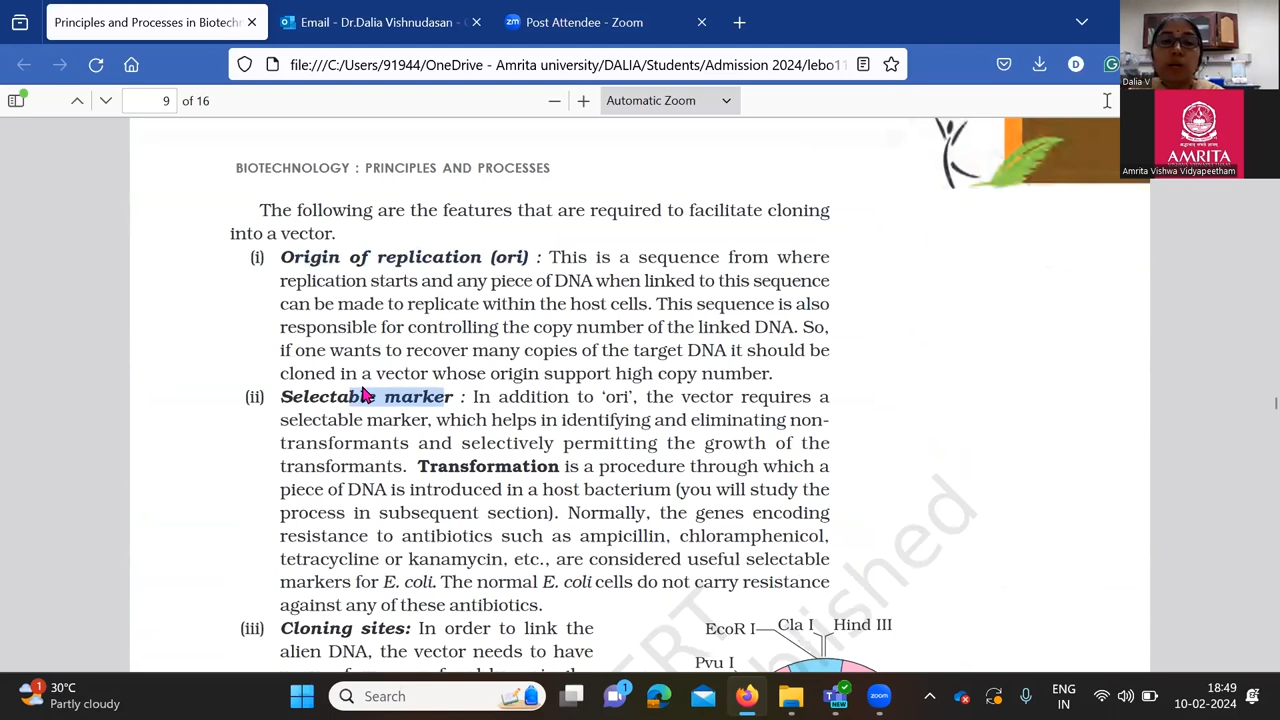 Principles and Processes in Biotechn
Email - Dr.Dalia Vishnudasan -
Post Attendee - Zoom
file:///C:/Users/91944/OneDrive - Amrita university/DALIA/Students/Admission 2024/lebo11
D
9 of 16
Automatic Zoom
Dalia V
AMRITA
VISHWA VIDYAPEETHAM
Amrita Vishwa Vidyapeetham
BIOTECHNOLOGY : PRINCIPLES AND PROCESSES
The following are the features that are required to facilitate cloning
into a vector.
(i) Origin of replication (ori) : This is a sequence from where
replication starts and any piece of DNA when linked to this sequence
can be made to replicate within the host cells. This sequence is also
responsible for controlling the copy number of the linked DNA. So,
if one wants to recover many copies of the target DNA it should be
cloned in a vector whose origin support high copy number.
(ii) Selectable marker : In addition to ‘ori’, the vector requires a
selectable marker, which helps in identifying and eliminating non-
transformants and selectively permitting the growth of the
transformants. Transformation is a procedure through which a
piece of DNA is introduced in a host bacterium (you will study the
process in subsequent section). Normally, the genes encoding
resistance to antibiotics such as ampicillin, chloramphenicol,
tetracycline or kanamycin, etc., are considered useful selectable
markers for E. coli. The normal E. coli cells do not carry resistance
against any of these antibiotics.
(iii) Cloning sites: In order to link the
alien DNA, the vector needs to have
EcoR I
Cla I
Hind III
Pvu I
30°C
Partly cloudy
Search
zoom
ENG
IN
18:49
10-02-2024